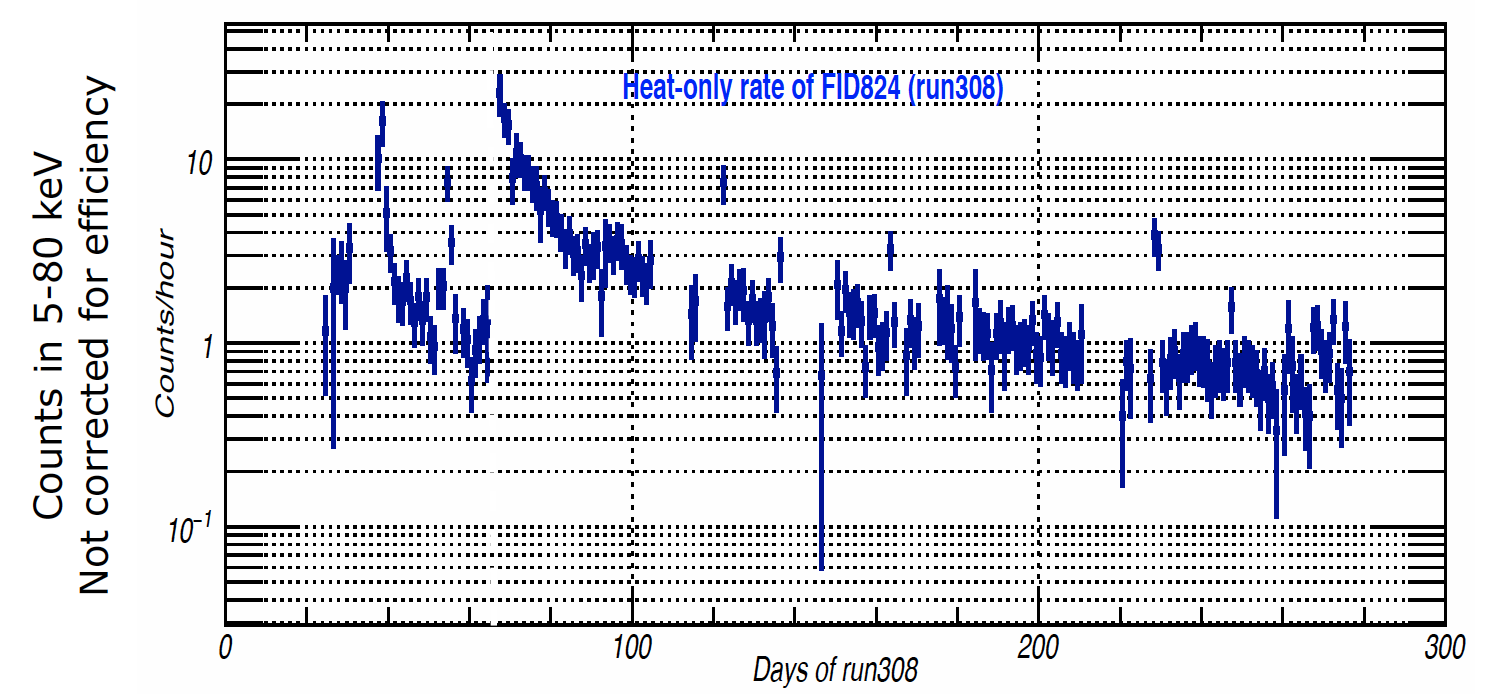 Counts in 5-80 keV
Not corrected for efficiency
Counts/hour
Heat-only rate of FID824 (run308)
10
1
10⁻¹
0
100
200
300
Days of run308